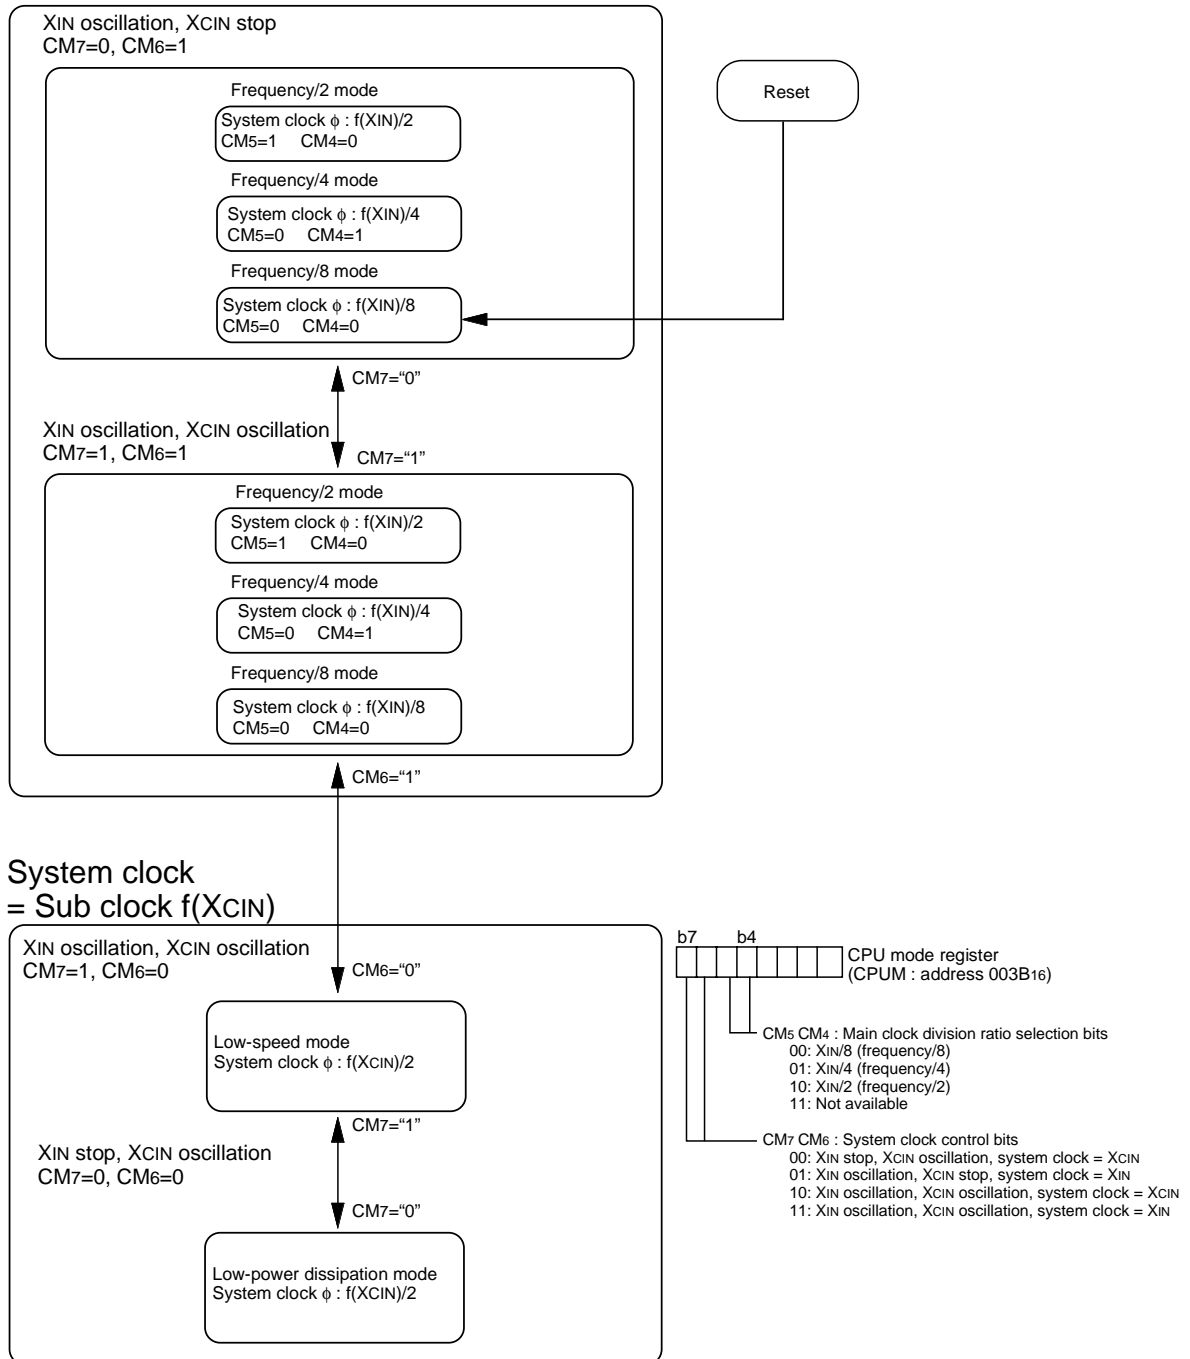 XIN oscillation, XCIN stop
CM7=0, CM6=1
Frequency/2 mode
System clock ϕ : f(XIN)/2
CM5=1 CM4=0
Frequency/4 mode
System clock ϕ : f(XIN)/4
CM5=0 CM4=1
Frequency/8 mode
System clock ϕ : f(XIN)/8
CM5=0 CM4=0
Reset
CM7=“0”
XIN oscillation, XCIN oscillation
CM7=1, CM6=1
CM7=“1”
Frequency/2 mode
System clock ϕ : f(XIN)/2
CM5=1 CM4=0
Frequency/4 mode
System clock ϕ : f(XIN)/4
CM5=0 CM4=1
Frequency/8 mode
System clock ϕ : f(XIN)/8
CM5=0 CM4=0
CM6=“1”
System clock
= Sub clock f(XCIN)
XIN oscillation, XCIN oscillation
CM7=1, CM6=0
CM6=“0”
Low-speed mode
System clock ϕ : f(XCIN)/2
CM7=“1”
XIN stop, XCIN oscillation
CM7=0, CM6=0
CM7=“0”
Low-power dissipation mode
System clock ϕ : f(XCIN)/2
b7 b4
CPU mode register
(CPUM : address 003B16)
CM5 CM4 : Main clock division ratio selection bits
00: XIN/8 (frequency/8)
01: XIN/4 (frequency/4)
10: XIN/2 (frequency/2)
11: Not available
CM7 CM6 : System clock control bits
00: XIN stop, XCIN oscillation, system clock = XCIN
01: XIN oscillation, XCIN stop, system clock = XIN
10: XIN oscillation, XCIN oscillation, system clock = XCIN
11: XIN oscillation, XCIN oscillation, system clock = XIN